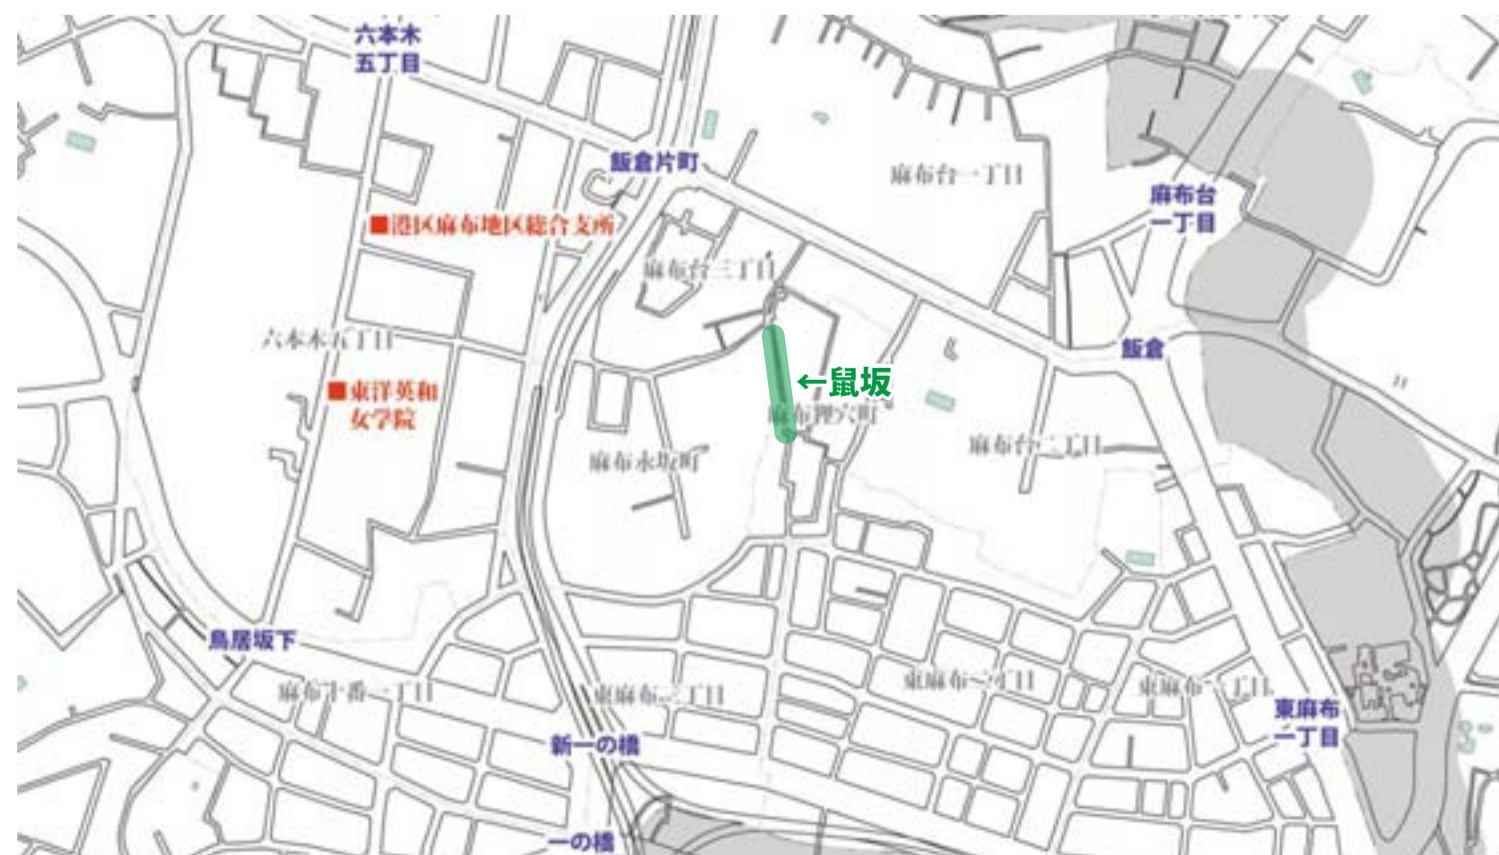 六本木
五丁目
飯倉片町
麻布台一丁目
麻布台
一丁目
■港区麻布地区総合支所
麻布台三丁目
六本木五丁目
飯倉
←鼠坂
■東洋英和
女学院
麻布狸穴町
麻布台二丁目
麻布永坂町
鳥居坂下
麻布十番一丁目
東麻布三丁目
東麻布二丁目
東麻布一丁目
東麻布
一丁目
新一の橋
一の橋